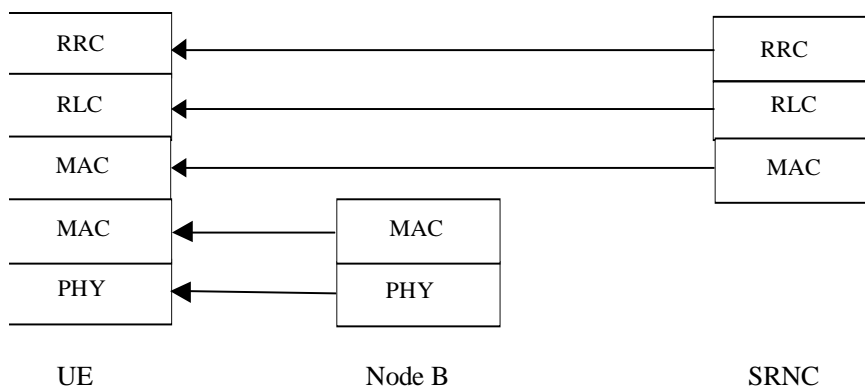 RRC RRC
RLC RLC
MAC MAC
MAC MAC
PHY PHY
UE Node B SRNC